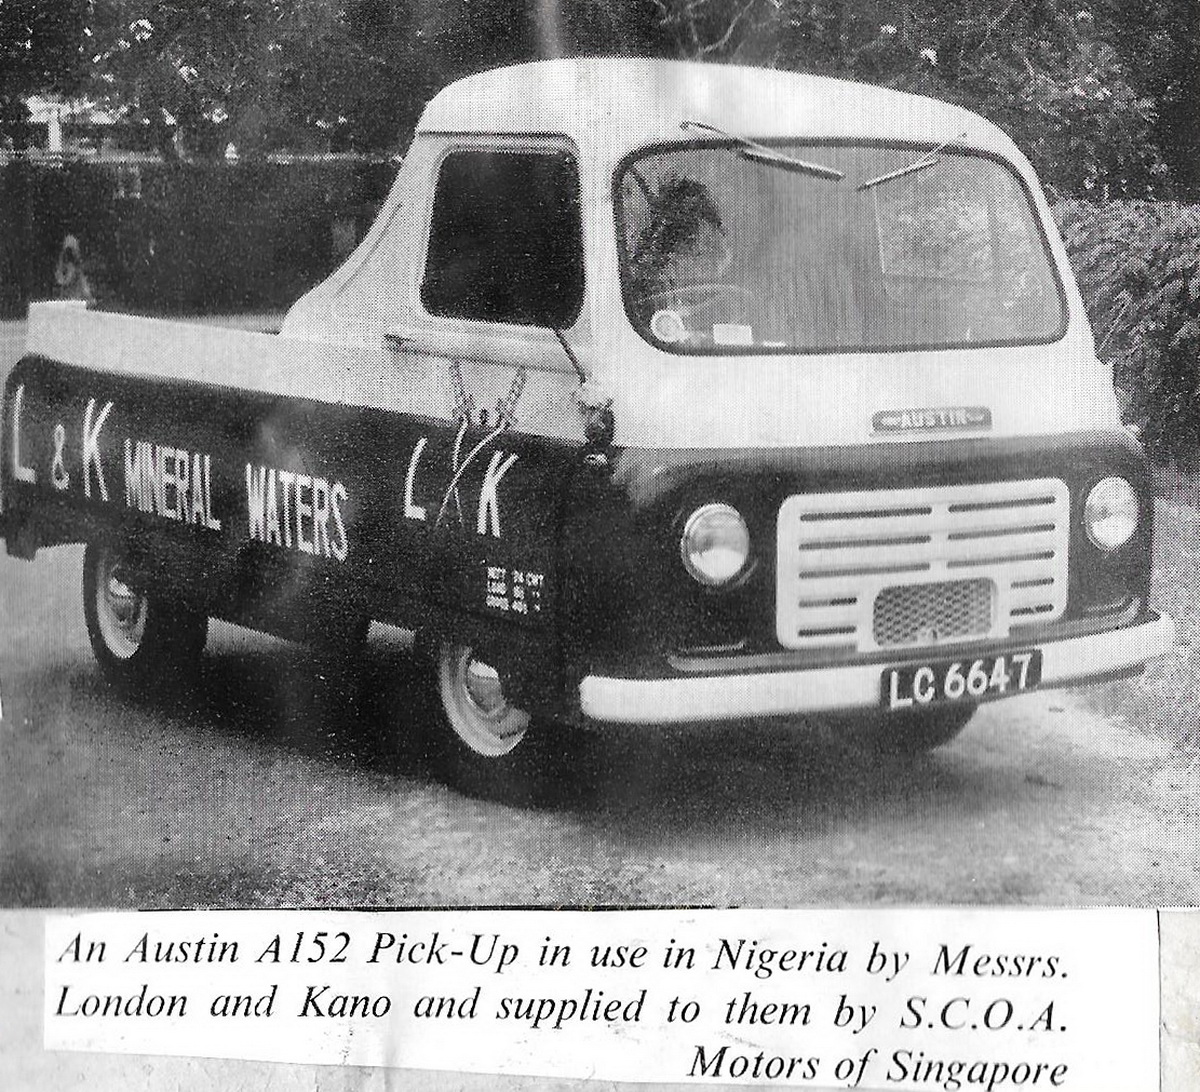 AUSTIN
L & K MINERAL WATERS
L K
LC 6647
An Austin A152 Pick-Up in use in Nigeria by Messrs.
London and Kano and supplied to them by S.C.O.A.
Motors of Singapore